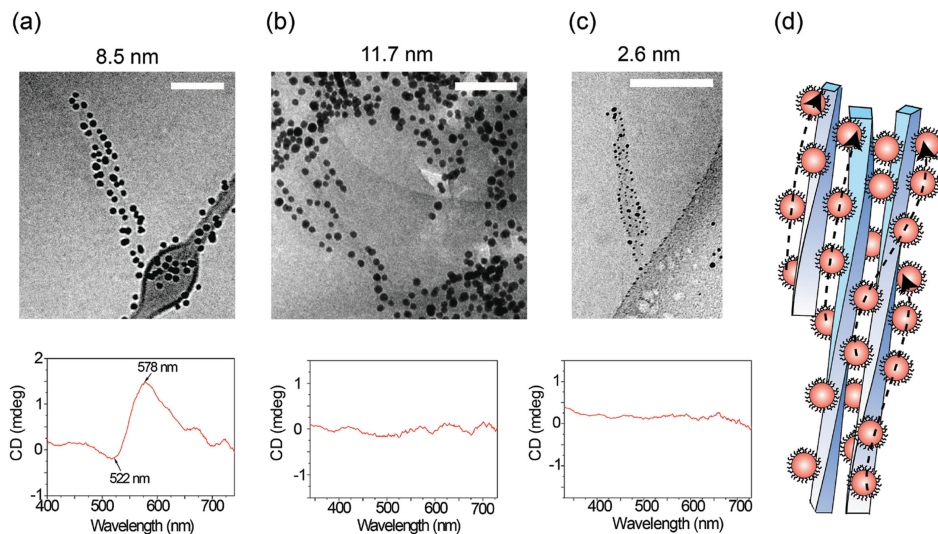 (a)
(b)
(c)
(d)
8.5 nm
11.7 nm
2.6 nm
2
1
0
-1
CD (mdeg)
578 nm
522 nm
400
500
600
700
Wavelength (nm)
1
0
-1
CD (mdeg)
400
500
600
700
Wavelength (nm)
1
0
-1
CD (mdeg)
400
500
600
700
Wavelength (nm)